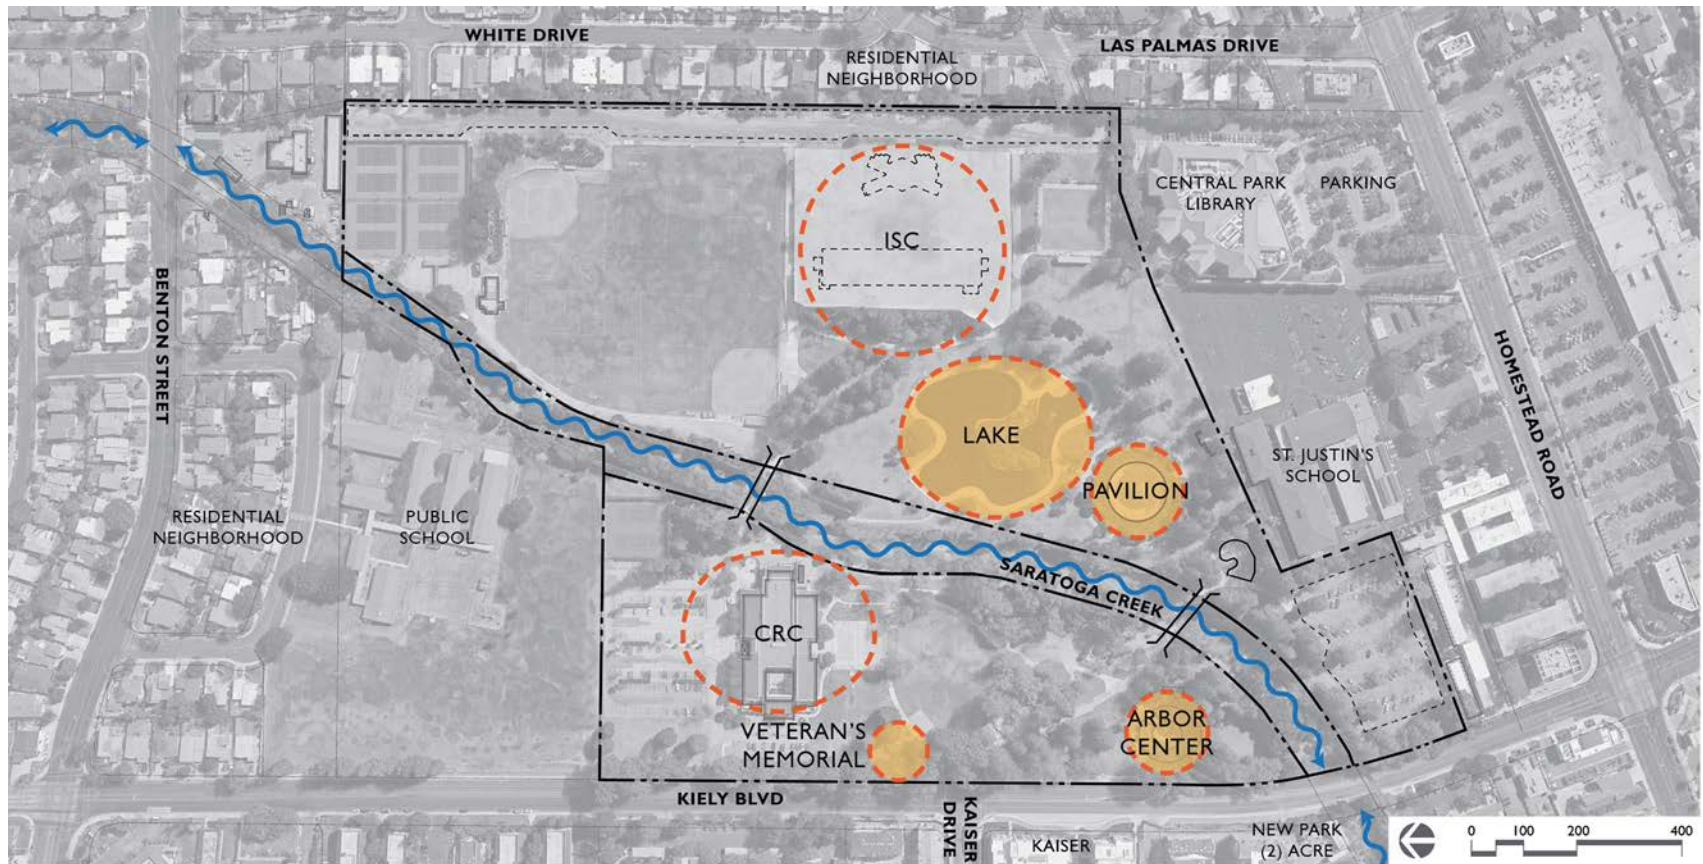 WHITE DRIVE
LAS PALMAS DRIVE
RESIDENTIAL
NEIGHBORHOOD
CENTRAL PARK
LIBRARY
PARKING
ISC
BENTON STREET
HOMESTEAD ROAD
LAKE
PAVILION
ST. JUSTIN'S
SCHOOL
RESIDENTIAL
NEIGHBORHOOD
PUBLIC
SCHOOL
SARATOGA CREEK
CRC
VETERAN'S
MEMORIAL
ARBOR
CENTER
KIELY BLVD
KAISER
DRIVE
KAISER
NEW PARK
(2) ACRE
0 100 200 400